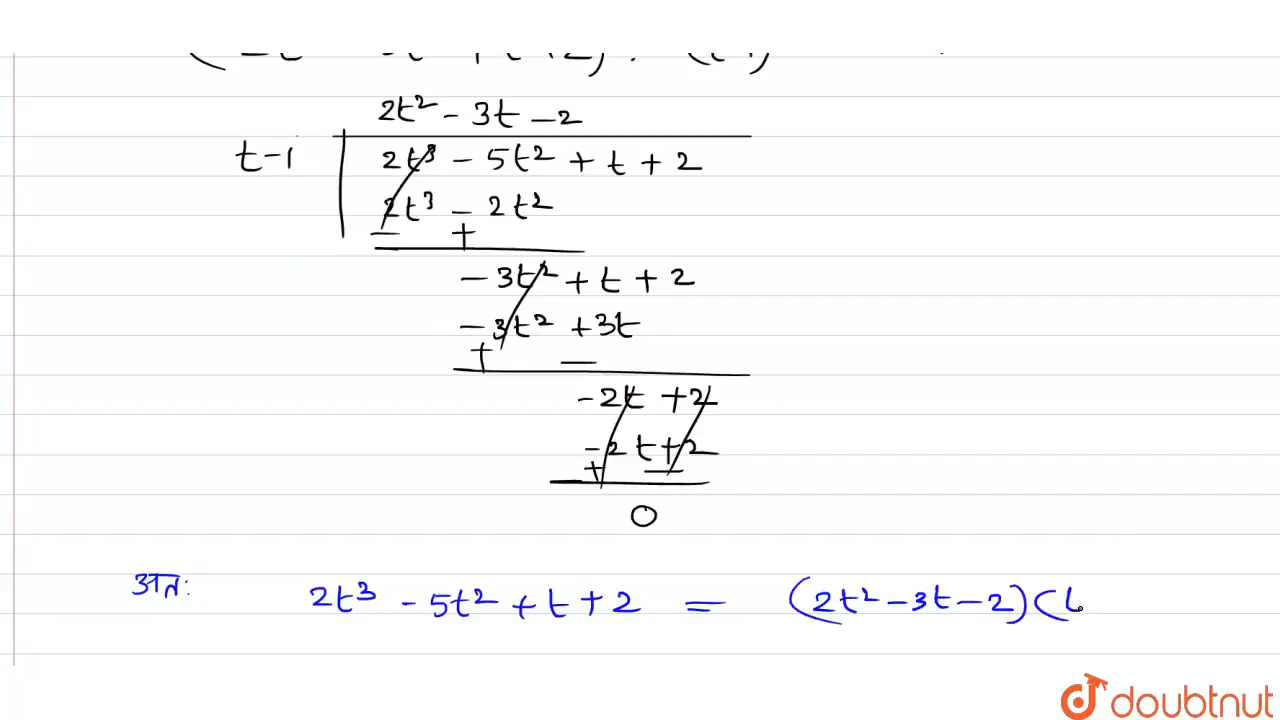 2t² - 3t - 2
t-1 2t³ - 5t² + t + 2
2t³ - 2t²
- +
- 3t² + t + 2
- 3t² + 3t
+ -
- 2t + 2
- 2t + 2
+ -
0
अतः 2t³ - 5t² + t + 2 = (2t² - 3t - 2)(t
doubtnut